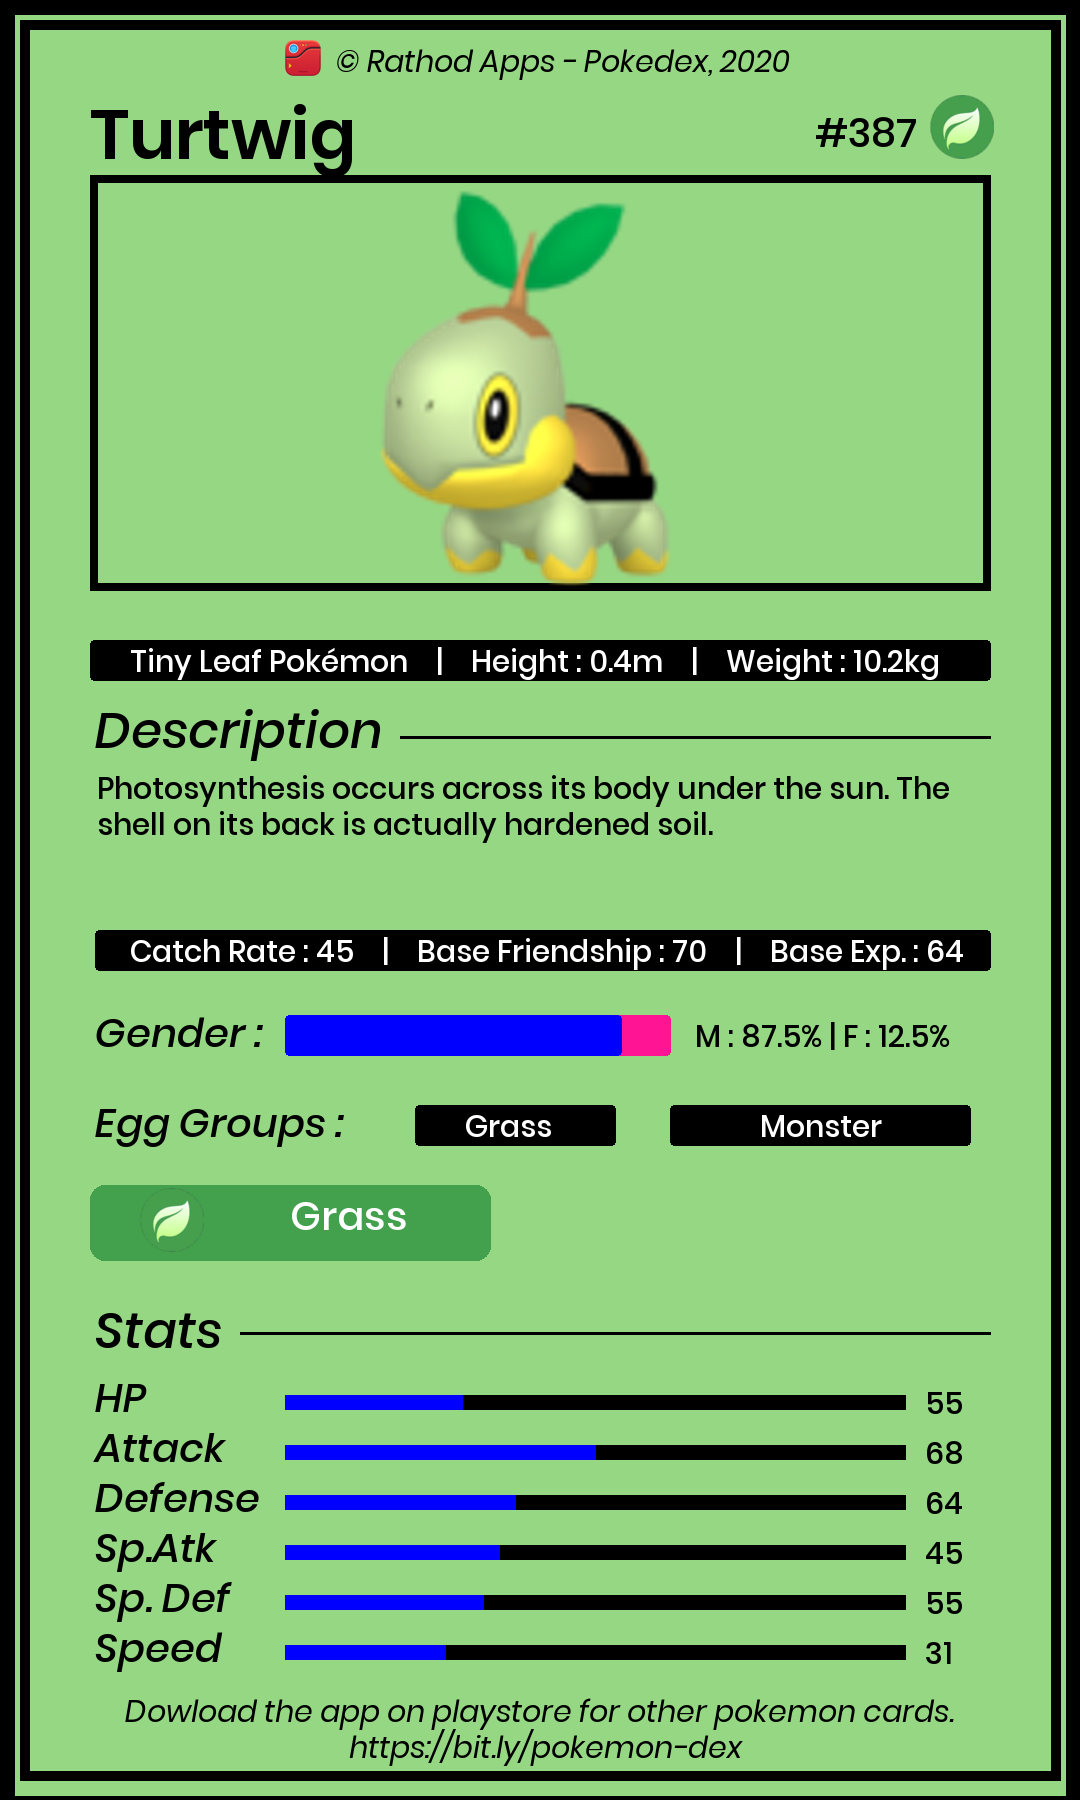 © Rathod Apps - Pokedex, 2020
Turtwig
#387
Tiny Leaf Pokémon | Height : 0.4m | Weight : 10.2kg
Description
Photosynthesis occurs across its body under the sun. The
shell on its back is actually hardened soil.
Catch Rate : 45 | Base Friendship : 70 | Base Exp. : 64
Gender : M : 87.5% | F : 12.5%
Egg Groups : Grass Monster
Grass
Stats
HP 55
Attack 68
Defense 64
Sp.Atk 45
Sp. Def 55
Speed 31
Dowload the app on playstore for other pokemon cards.
https://bit.ly/pokemon-dex